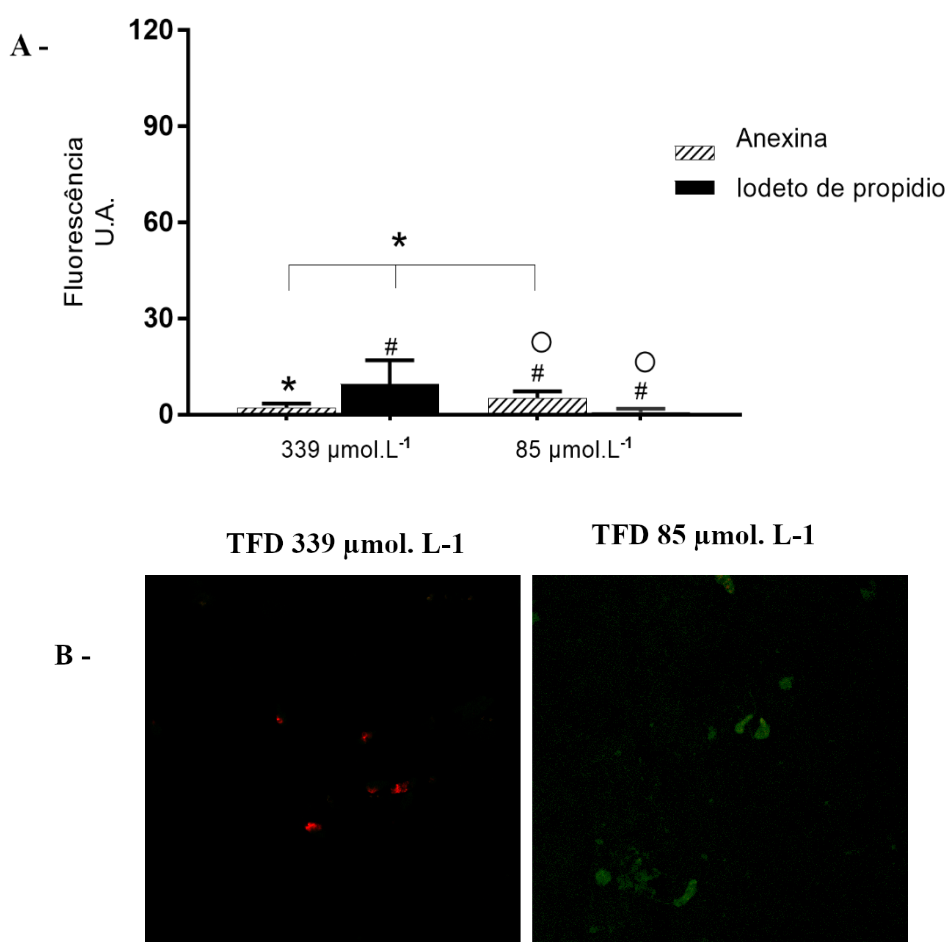 A -
120
90
60
30
0
Fluorescência
U.A.
Anexina
Iodeto de propidio
*
*
#
#
#
339 µmol.L⁻¹
85 µmol.L⁻¹
TFD 339 µmol. L-1
TFD 85 µmol. L-1
B -